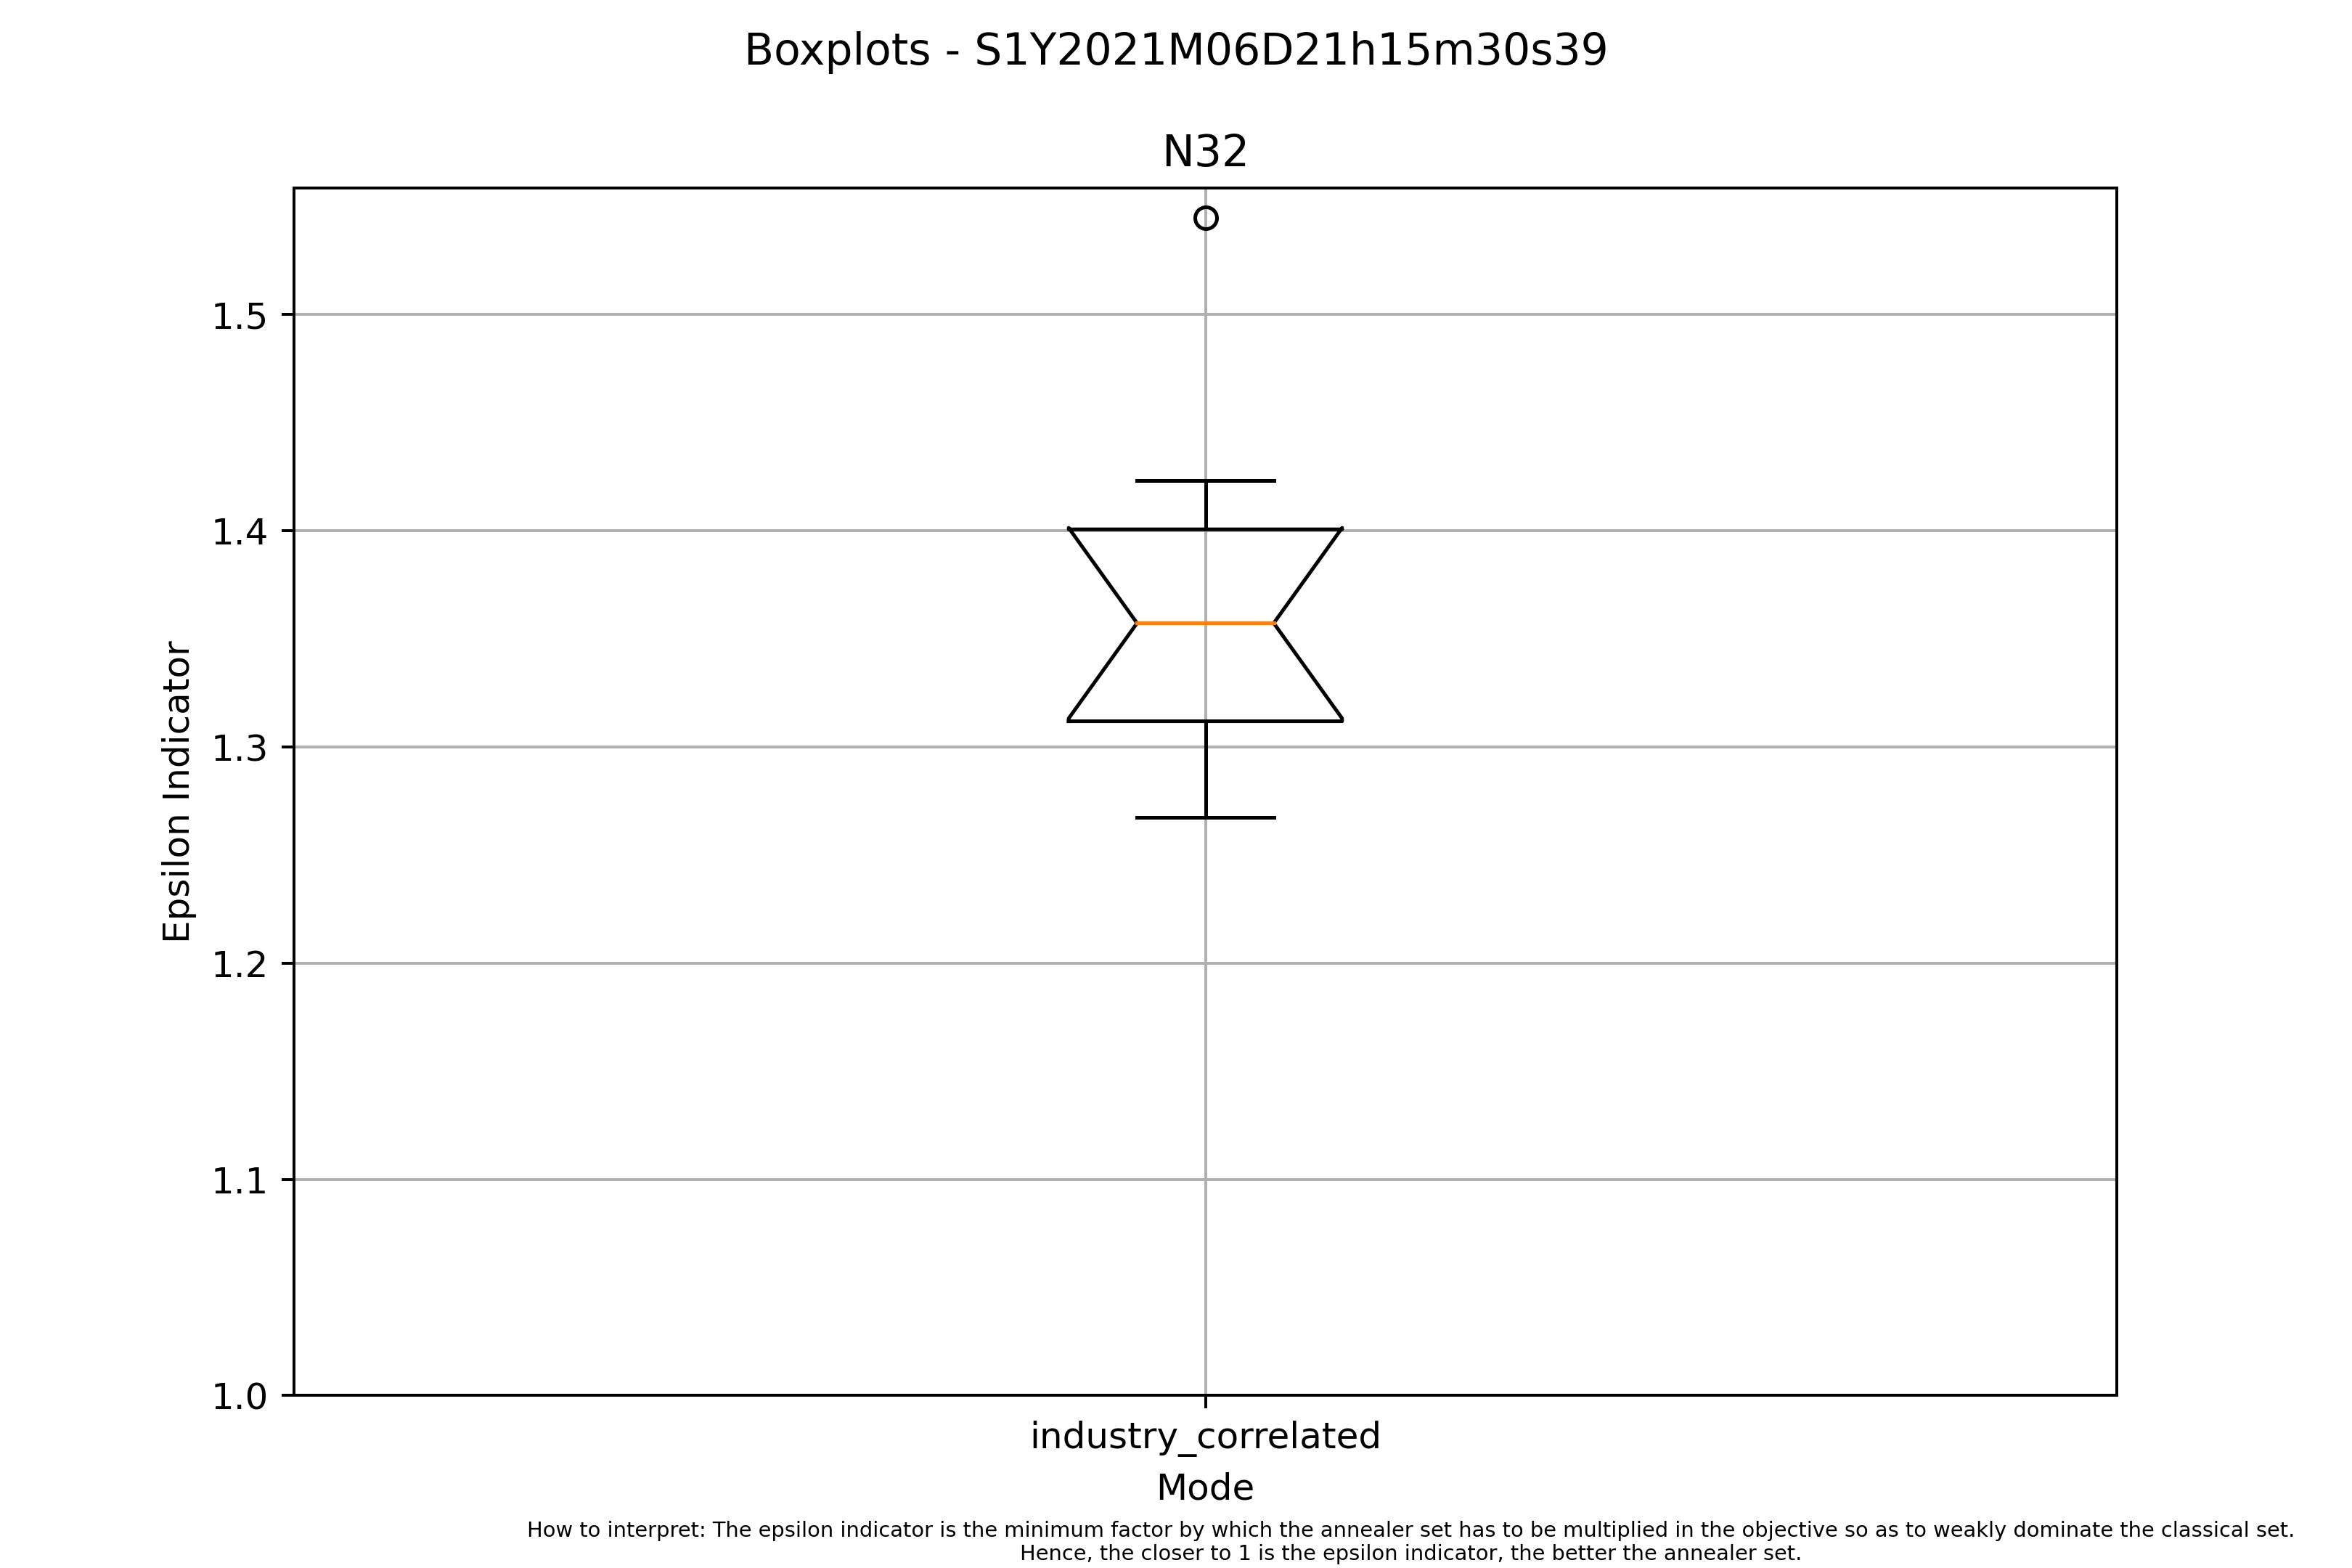 Boxplots - S1Y2021M06D21h15m30s39
N32
1.5
1.4
1.3
1.2
1.1
1.0
Epsilon Indicator
industry_correlated
Mode
How to interpret: The epsilon indicator is the minimum factor by which the annealer set has to be multiplied in the objective so as to weakly dominate the classical set.
Hence, the closer to 1 is the epsilon indicator, the better the annealer set.